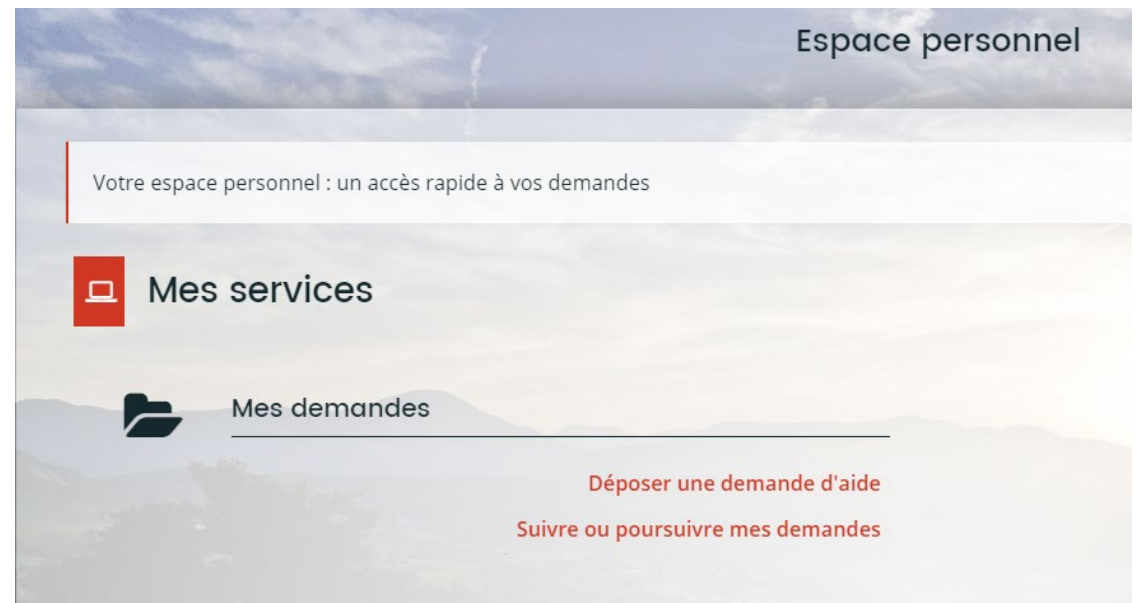 Espace personnel
Votre espace personnel : un accès rapide à vos demandes
Mes services
Mes demandes
Déposer une demande d'aide
Suivre ou poursuivre mes demandes